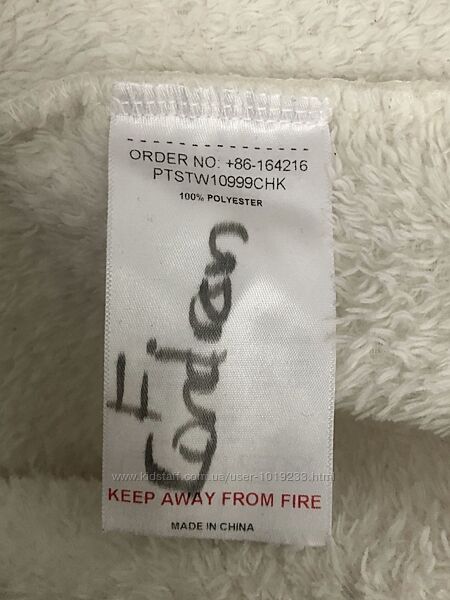 ORDER NO: +86-164216
PTSTW10999CHK
100% POLYESTER
www.kidstaff.com.ua/user-1019233.html
KEEP AWAY FROM FIRE
MADE IN CHINA